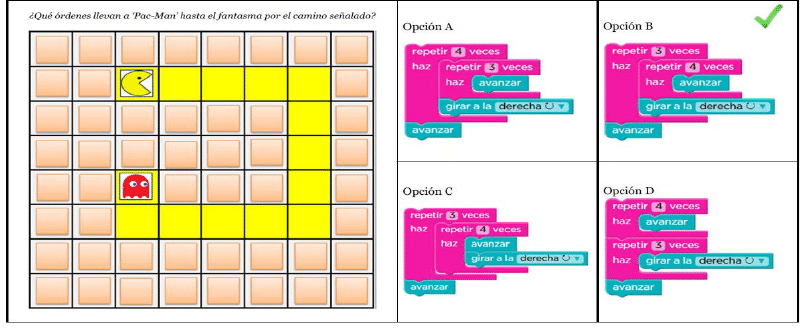 ¿Qué órdenes llevan a 'Pac-Man' hasta el fantasma por el camino señalado?
Opción A
repetir 4 veces
haz repetir 3 veces
haz avanzar
girar a la derecha
avanzar
Opción B
repetir 3 veces
haz repetir 4 veces
haz avanzar
girar a la derecha
avanzar
Opción C
repetir 3 veces
haz repetir 4 veces
haz avanzar
girar a la derecha
avanzar
Opción D
repetir 4 veces
haz avanzar
repetir 3 veces
haz girar a la derecha
avanzar